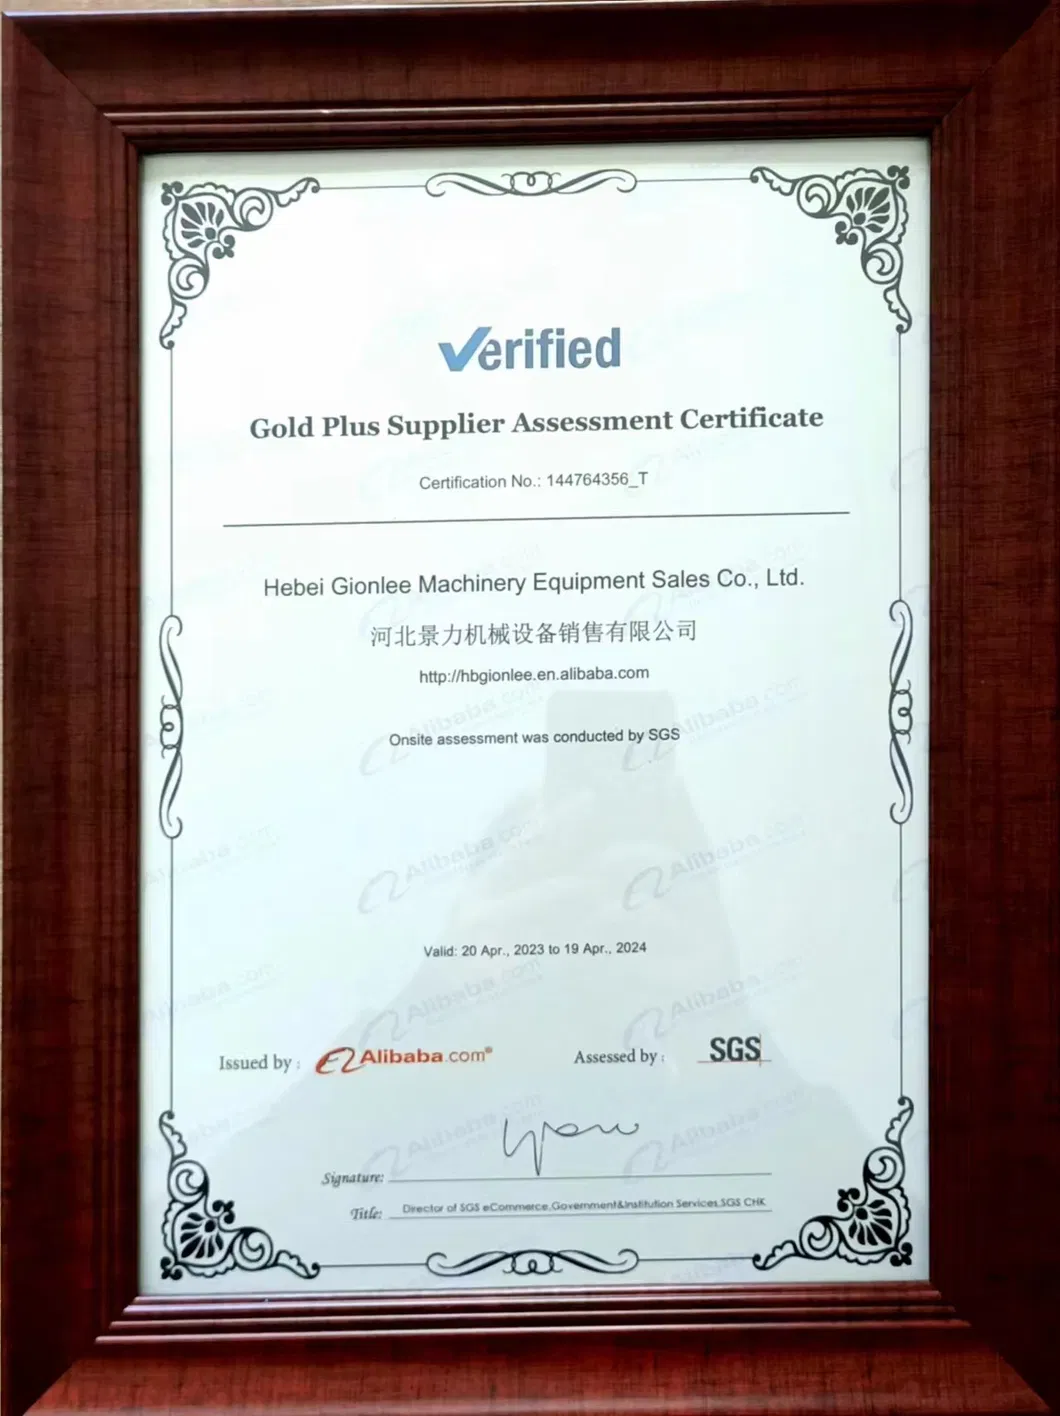 Verified
Gold Plus Supplier Assessment Certificate
Certification No.: 144764356_T
Hebei Gionlee Machinery Equipment Sales Co., Ltd.
河北景力机械设备销售有限公司
http://hbgionlee.en.alibaba.com
Onsite assessment was conducted by SGS
Valid: 20 Apr., 2023 to 19 Apr., 2024
Issued by : Alibaba.com® Assessed by : SGS
Signature:
Title: Director of SGS eCommerce,Government&Institution Services,SGS CHK